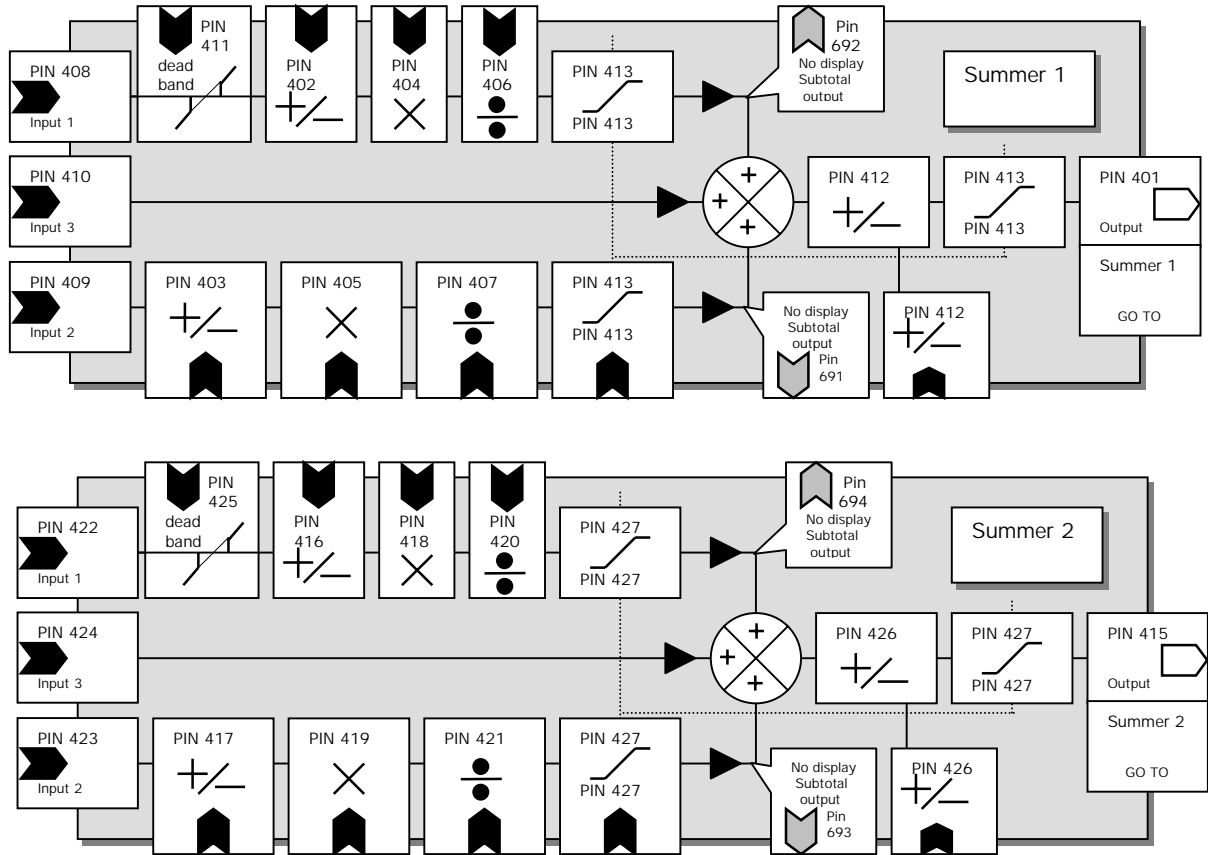 PIN
411
dead
band
PIN
402
PIN
404
PIN
406
PIN 413
PIN 413
Pin
692
No display
Subtotal
output
Summer 1
PIN 408
Input 1
PIN 410
Input 3
PIN 412
PIN 413
PIN 413
PIN 401
Output
Summer 1
GO TO
PIN 409
Input 2
PIN 403
PIN 405
PIN 407
PIN 413
PIN 413
No display
Subtotal
output
Pin
691
PIN 412
PIN
425
dead
band
PIN
416
PIN
418
PIN
420
PIN 427
PIN 427
Pin
694
No display
Subtotal
output
Summer 2
PIN 422
Input 1
PIN 424
Input 3
PIN 426
PIN 427
PIN 427
PIN 415
Output
Summer 2
GO TO
PIN 423
Input 2
PIN 417
PIN 419
PIN 421
PIN 427
PIN 427
No display
Subtotal
output
Pin
693
PIN 426